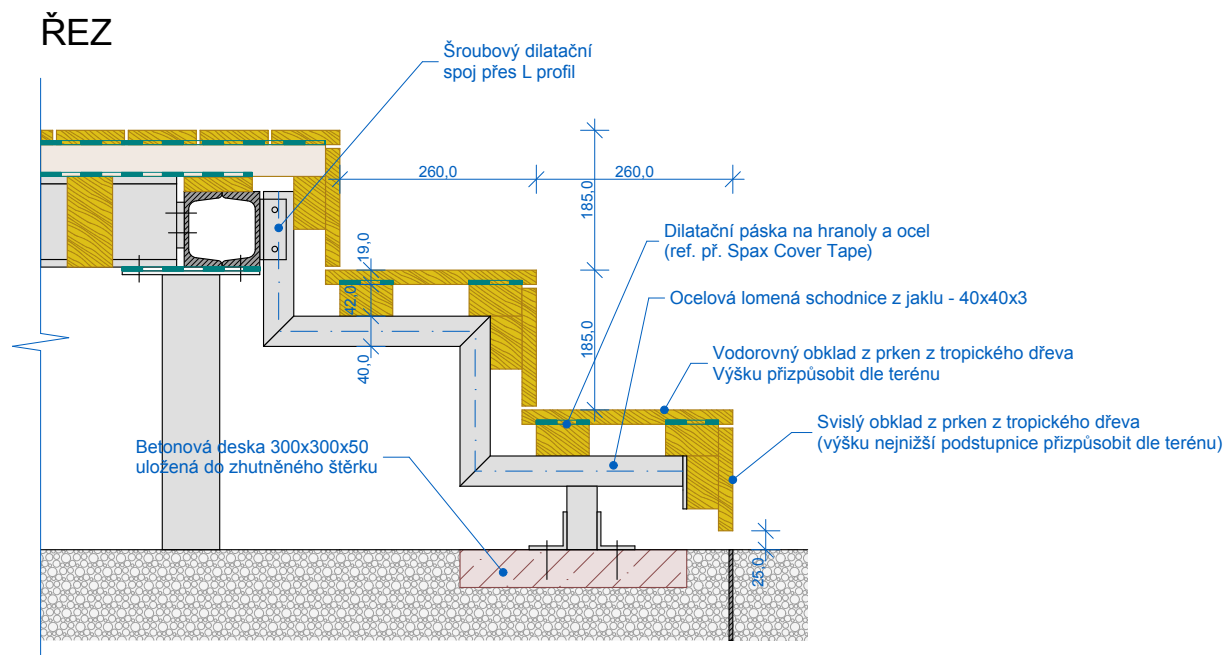 ŘEZ
Šroubový dilatační
spoj přes L profil
260,0
260,0
185,0
19,0
42,0
40,0
185,0
Dilatační páska na hranoly a ocel
(ref. př. Spax Cover Tape)
Ocelová lomená schodnice z jaklu - 40x40x3
Vodorovný obklad z prken z tropického dřeva
Výšku přizpůsobit dle terénu
Svislý obklad z prken z tropického dřeva
(výšku nejnižší podstupnice přizpůsobit dle terénu)
Betonová deska 300x300x50
uložená do zhutněného štěrku
25,0